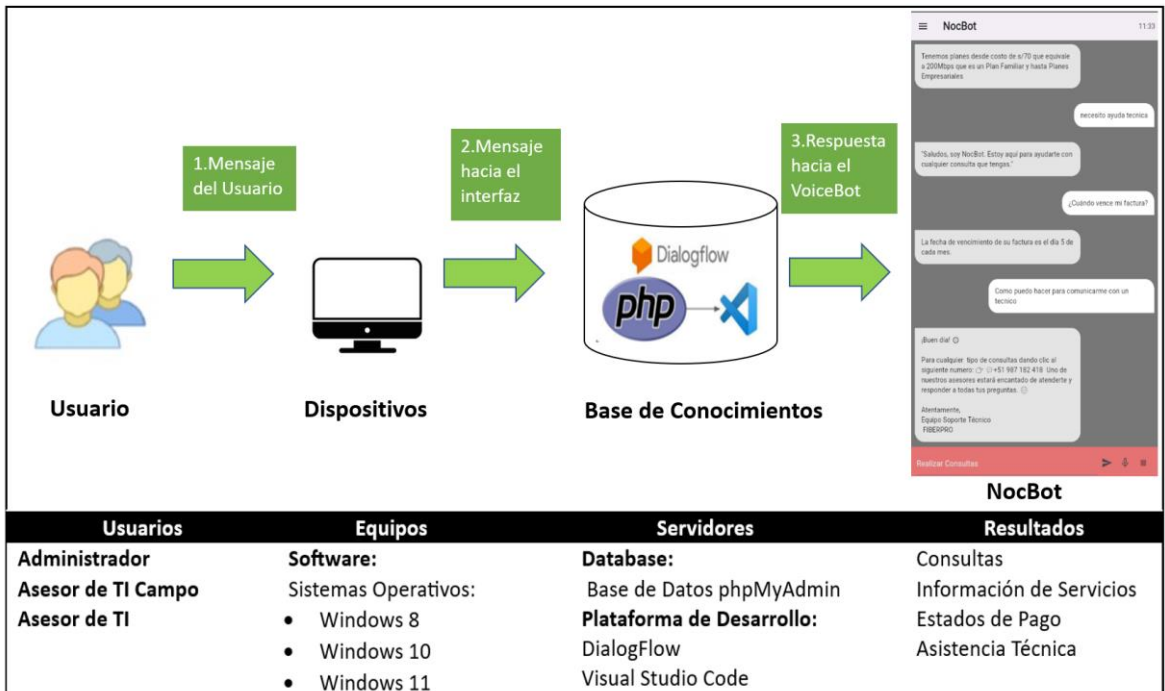 1.Mensaje
del Usuario
2.Mensaje
hacia el
interfaz
3.Respuesta
hacia el
VoiceBot
Usuario
Dispositivos
Dialogflow
php
Base de Conocimientos
NocBot
11:33
Tenemos planes desde costo de s/70 que equivale
a 200Mbps que es un Plan Familiar y hasta Planes
Empresariales
necesito ayuda tecnica
"Saludos, soy NocBot. Estoy aquí para ayudarte con
cualquier consulta que tengas."
¿Cuándo vence mi factura?
La fecha de vencimiento de su factura es el día 5 de
cada mes.
Como puedo hacer para comunicarme con un
tecnico
¡Buen día!
Para cualquier tipo de consultas dando clic al
siguiente numero: +51 987 182 418 Uno de
nuestros asesores estará encantado de atenderte y
responder a todas tus preguntas.
Atentamente,
Equipo Soporte Técnico
FIBERPRO
Realizar Consultas
NocBot
Usuarios
Equipos
Servidores
Resultados
Administrador
Asesor de TI Campo
Asesor de TI
Software:
Sistemas Operativos:
• Windows 8
• Windows 10
• Windows 11
Database:
Base de Datos phpMyAdmin
Plataforma de Desarrollo:
DialogFlow
Visual Studio Code
Consultas
Información de Servicios
Estados de Pago
Asistencia Técnica